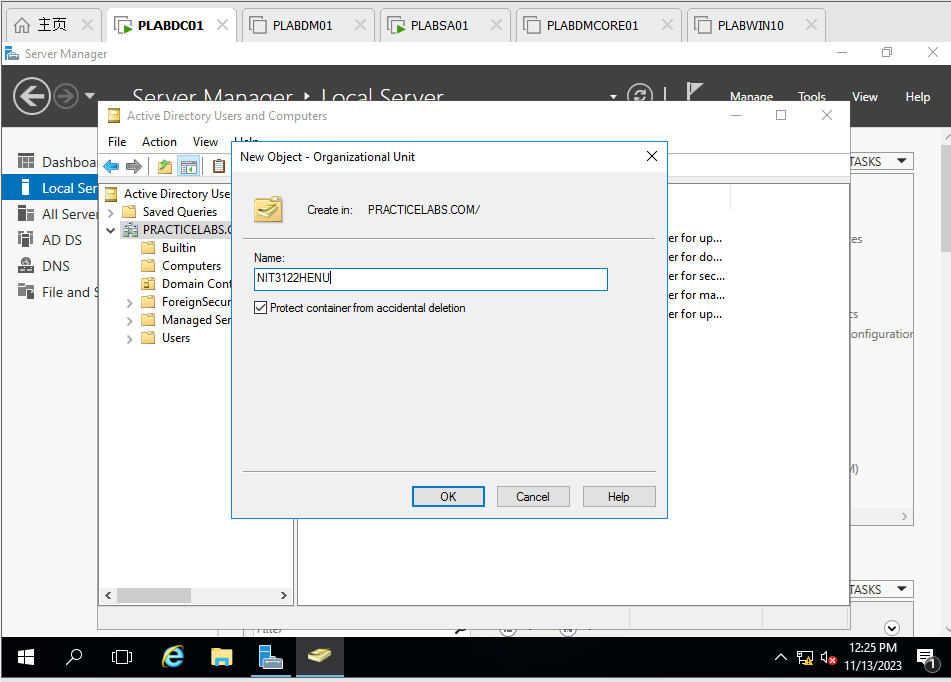 主页
PLABDC01
PLABDM01
PLABSA01
PLABDMCORE01
PLABWIN10
Server Manager
Server Manager Local Server
Manage Tools View Help
Active Directory Users and Computers
File Action View Help
Dashboa
Local Ser
All Server
AD DS
DNS
File and S
Active Directory Use
Saved Queries
PRACTICELABS.C
Builtin
Computers
Domain Cont
ForeignSecur
Managed Ser
Users
New Object - Organizational Unit
Create in: PRACTICELABS.COM/
Name:
NIT3122HENU
Protect container from accidental deletion
OK Cancel Help
er for up...
er for do...
er for sec...
er for ma...
er for up...
TASKS
es
cs
onfiguration
M)
TASKS
Filter
12:25 PM
11/13/2023
1